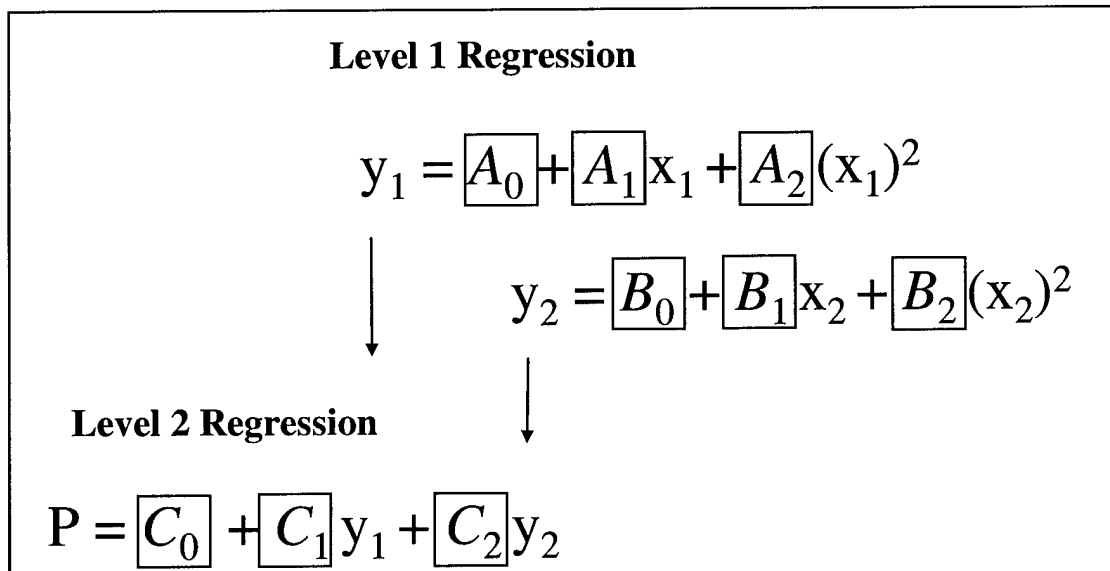 Level 1 Regression
y₁ = A₀ + A₁x₁ + A₂(x₁)²
y₂ = B₀ + B₁x₂ + B₂(x₂)²
Level 2 Regression
P = C₀ + C₁y₁ + C₂y₂